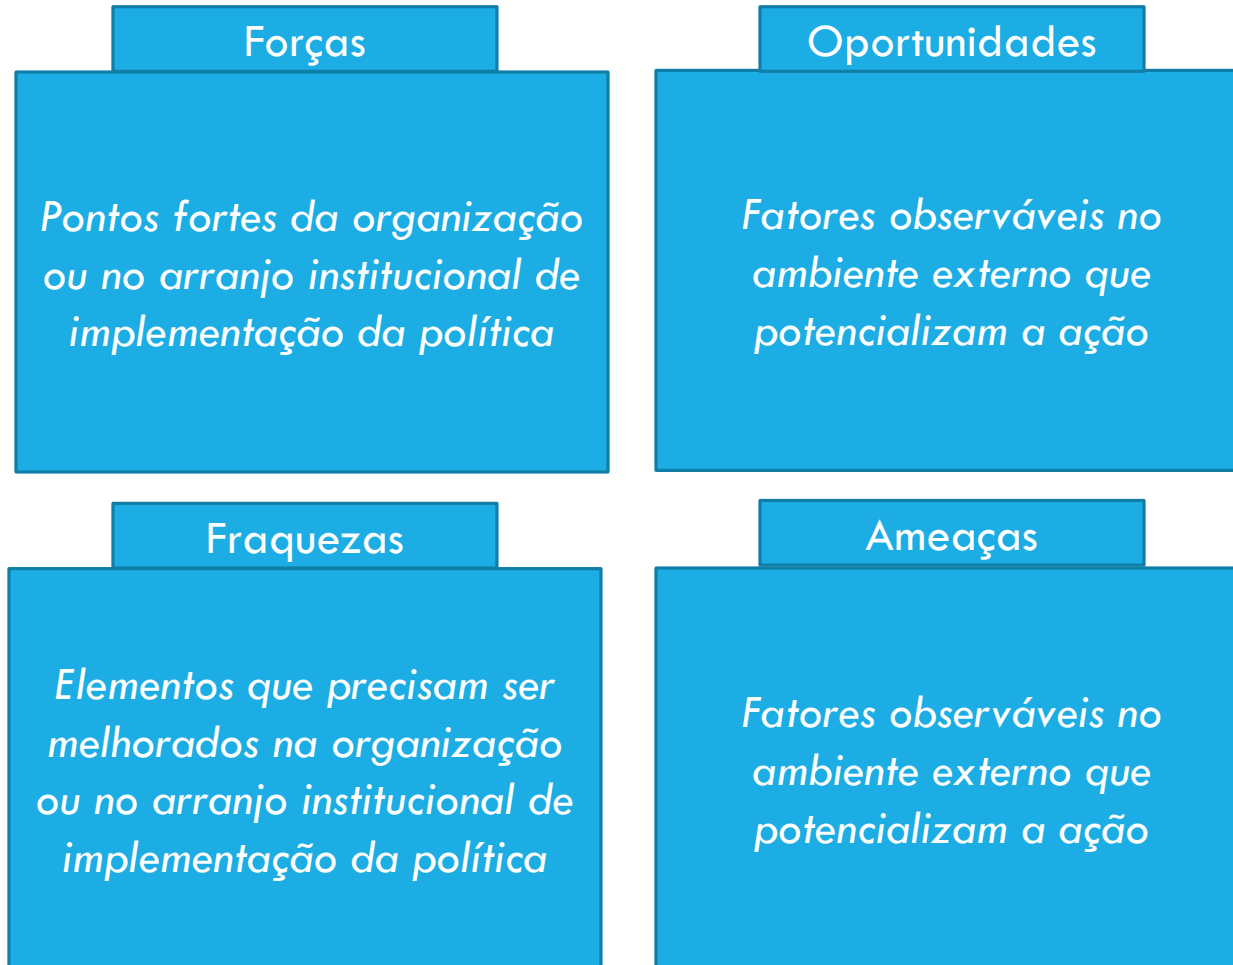 Forças
Pontos fortes da organização
ou no arranjo institucional de
implementação da política
Oportunidades
Fatores observáveis no
ambiente externo que
potencializam a ação
Fraquezas
Elementos que precisam ser
melhorados na organização
ou no arranjo institucional de
implementação da política
Ameaças
Fatores observáveis no
ambiente externo que
potencializam a ação